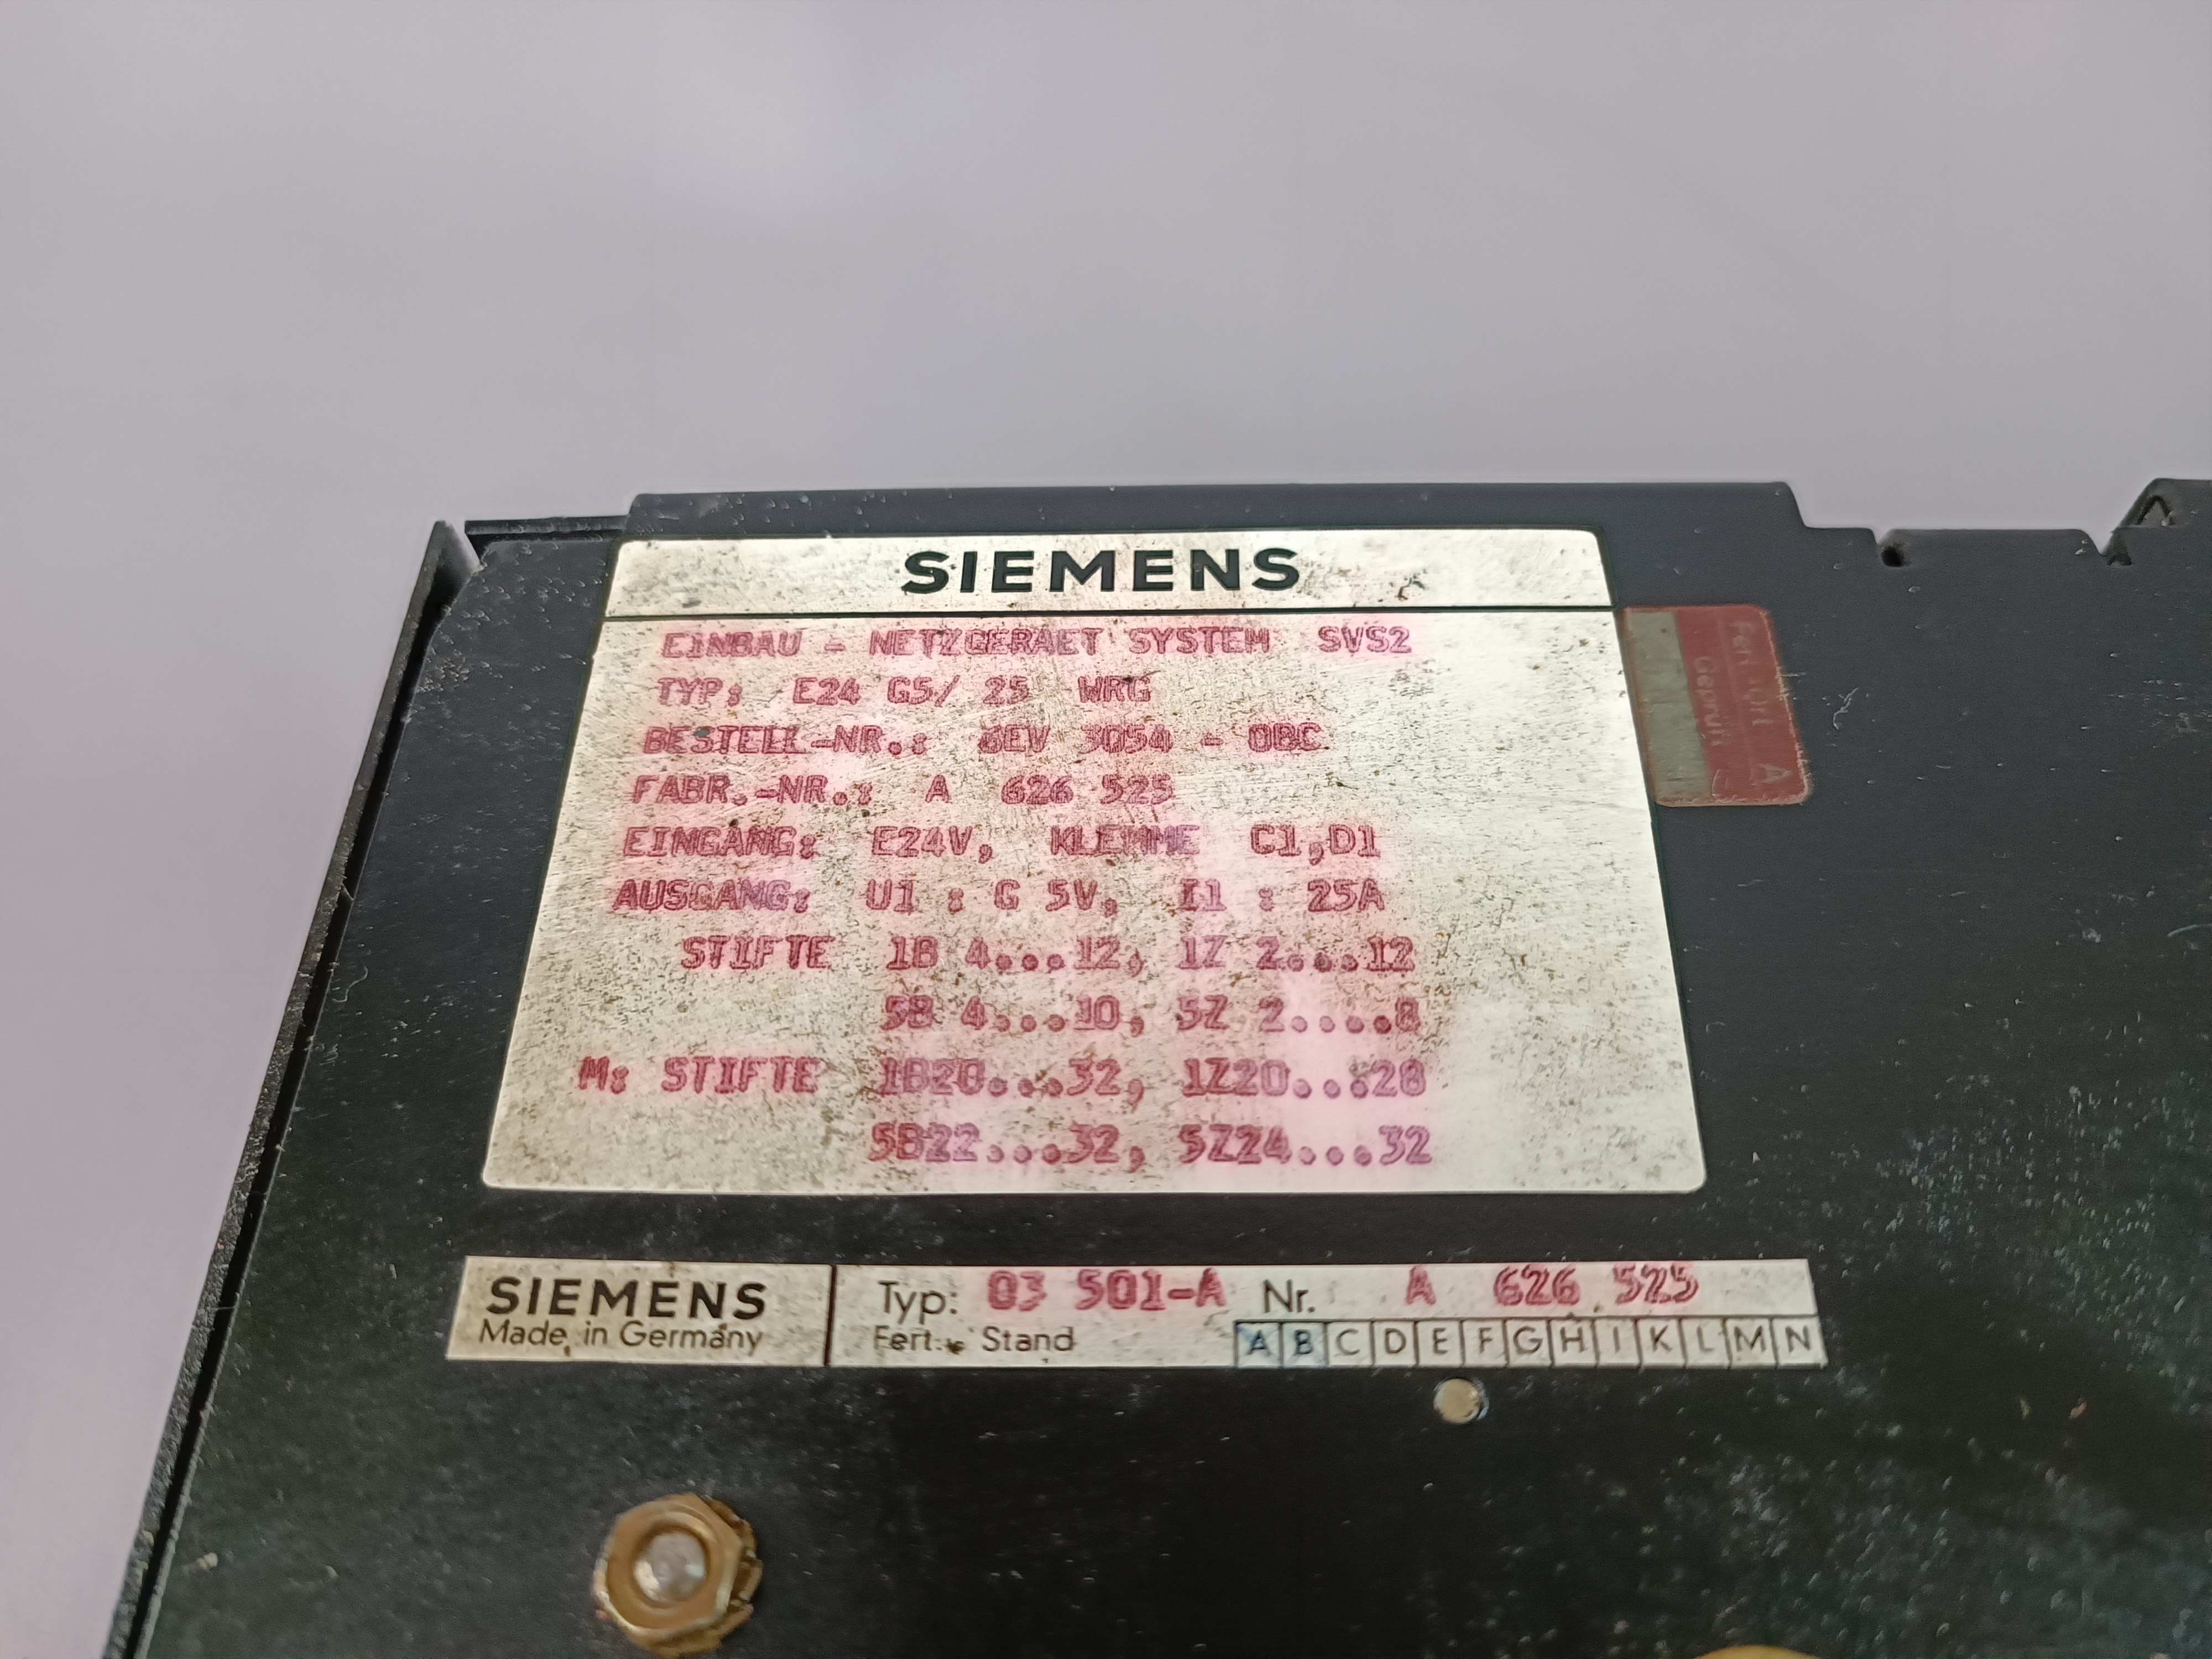 SIEMENS
EINBAU - NETZGERAET SYSTEM SVS2
TYP: E24 G5/ 25 WRG
BESTELL-NR.: 6EV 3054 - 0BC
FABR.-NR.: A 626 525
EINGANG: E24V, KLEMME C1,D1
AUSGANG: U1 : G 5V, I1 : 25A
STIFTE 1B 4...12, 1Z 2....12
5B 4...10, 5Z 2....8
M: STIFTE 1B20...32, 1Z20...28
5B22...32, 5Z24...32
Geprüft
A
SIEMENS
Made in Germany
Typ: 03 501-A Nr. A 626 525
Fert.- Stand A B C D E F G H I K L M N